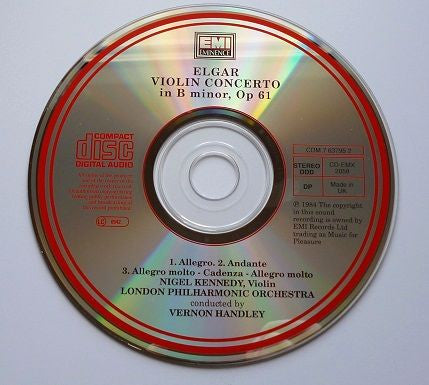 EMI
EMINENCE
ELGAR
VIOLIN CONCERTO
in B minor, Op 61
COMPACT
disc
DIGITAL AUDIO
CDM 7 63795 2
STEREO
DDD
CD-EMX
2058
DP
Made in
UK
℗ 1984 The copyright
in this sound
recording is owned by
EMI Records Ltd
trading as Music for
Pleasure
1. Allegro. 2. Andante
3. Allegro molto - Cadenza - Allegro molto
NIGEL KENNEDY, Violin
LONDON PHILHARMONIC ORCHESTRA
conducted by
VERNON HANDLEY